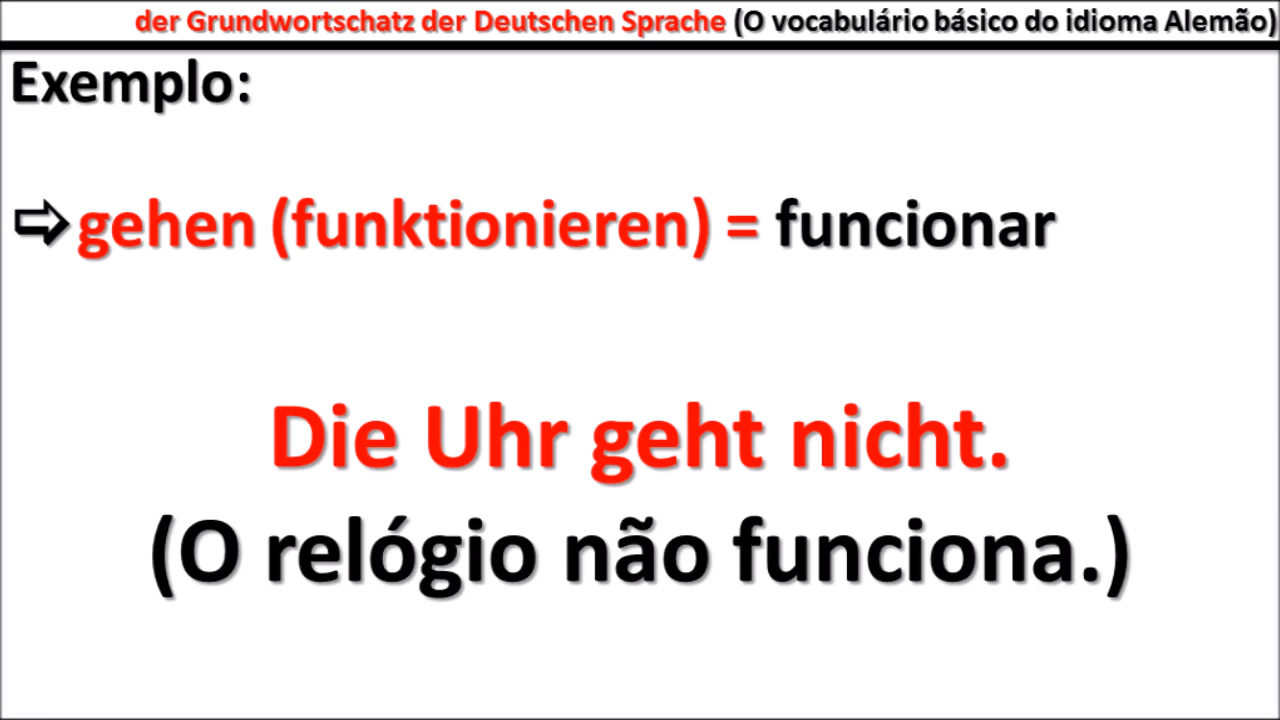 der Grundwortschatz der Deutschen Sprache (O vocabulário básico do idioma Alemão)
Exemplo:
⇨gehen (funktionieren) = funcionar
Die Uhr geht nicht.
(O relógio não funciona.)